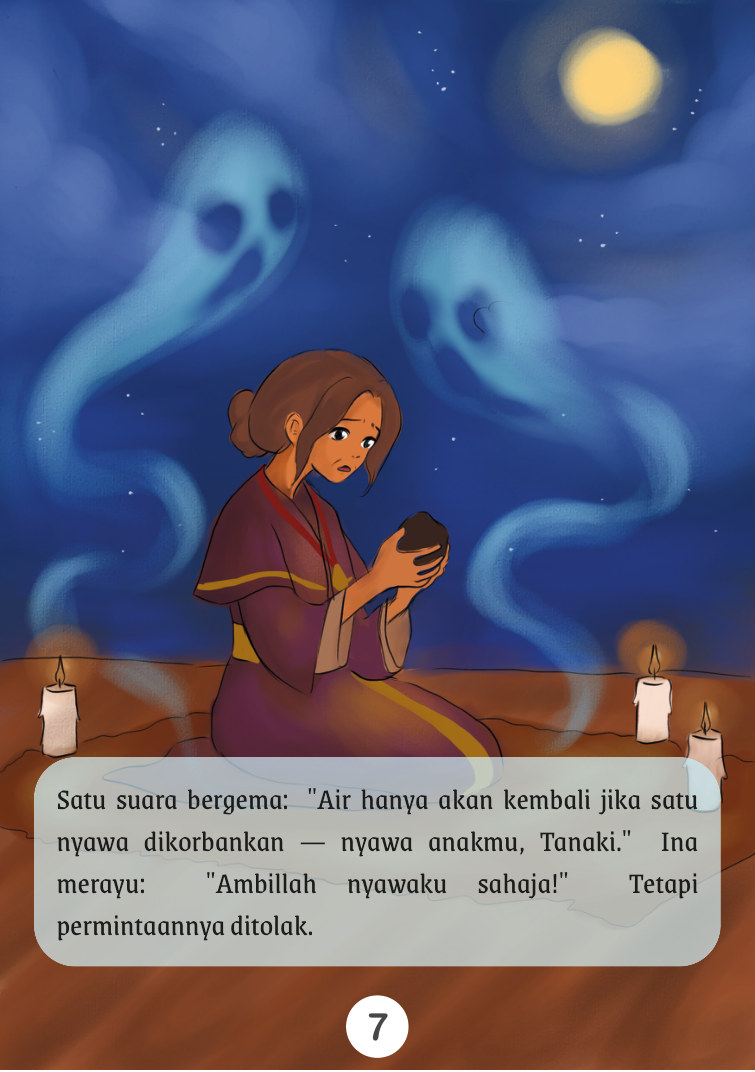 Satu suara bergema: "Air hanya akan kembali jika satu
nyawa dikorbankan — nyawa anakmu, Tanaki." Ina
merayu: "Ambillah nyawaku sahaja!" Tetapi
permintaannya ditolak.
7